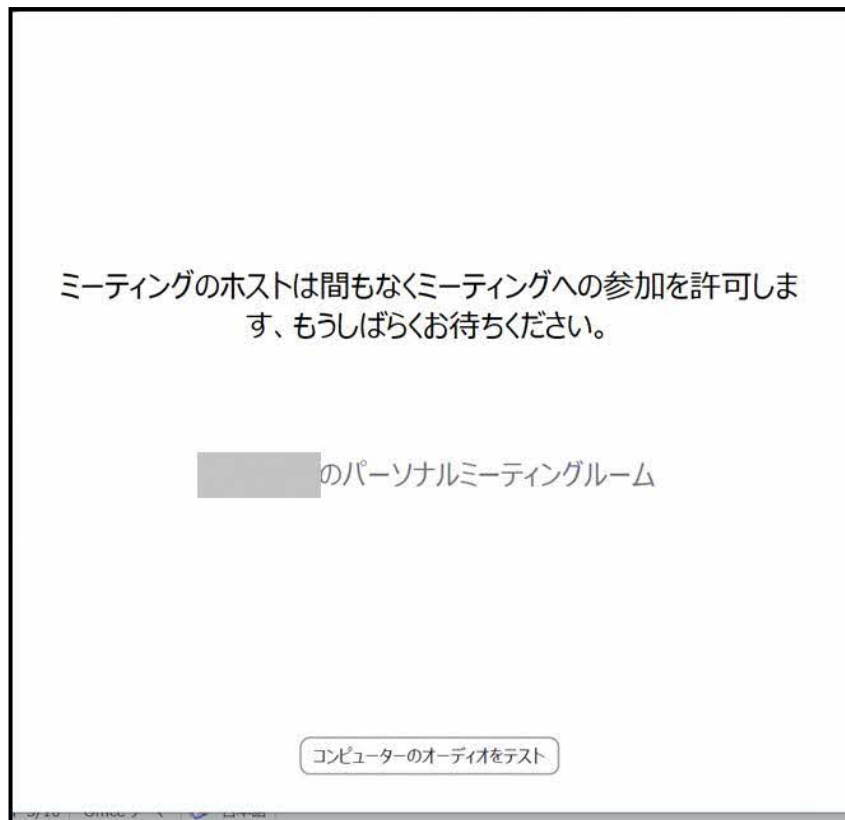 ミーティングのホストは間もなくミーティングへの参加を許可しま
す、もうしばらくお待ちください。
のパーソナルミーティングルーム
コンピューターのオーディオをテスト